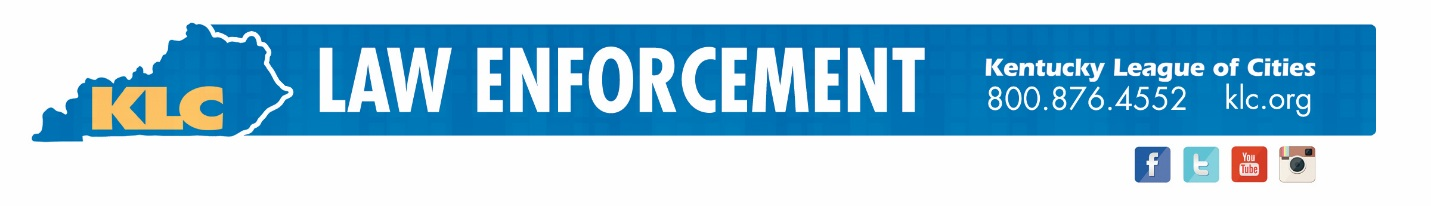 KLC
LAW ENFORCEMENT
Kentucky League of Cities
800.876.4552 klc.org
f t You Tube